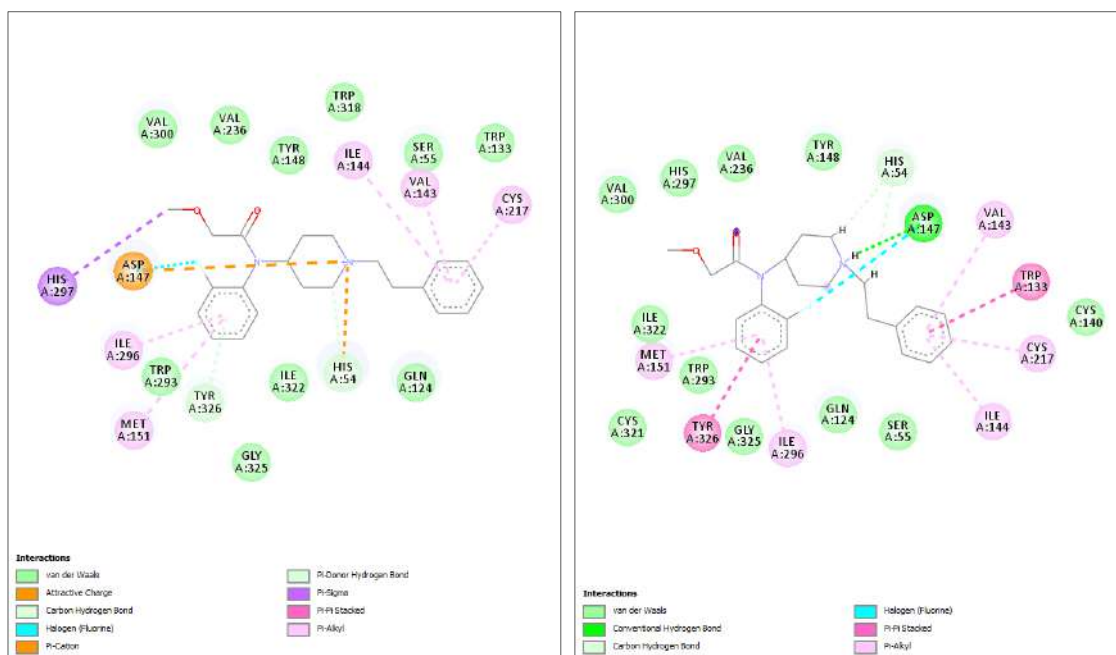 TRP
A:318
VAL
A:300
VAL
A:236
TYR
A:148
ILE
A:144
SER
A:55
TRP
A:133
VAL
A:143
CYS
A:217
O
O
HIS
A:297
ASP
A:147
N
N
ILE
A:296
TRP
A:293
TYR
A:326
ILE
A:322
HIS
A:54
GLN
A:124
MET
A:151
GLY
A:325
Interactions
van der Waals
Attractive Charge
Carbon Hydrogen Bond
Halogen (Fluorine)
Pi-Cation
Pi-Donor Hydrogen Bond
Pi-Sigma
Pi-Pi Stacked
Pi-Alkyl
VAL
A:300
HIS
A:297
VAL
A:236
TYR
A:148
HIS
A:54
ASP
A:147
VAL
A:143
TRP
A:133
CYS
A:140
H
H
H
O
N
N
ILE
A:322
MET
A:151
TRP
A:293
CYS
A:217
CYS
A:321
TYR
A:326
GLY
A:325
ILE
A:296
GLN
A:124
SER
A:55
ILE
A:144
Interactions
van der Waals
Conventional Hydrogen Bond
Carbon Hydrogen Bond
Halogen (Fluorine)
Pi-Pi Stacked
Pi-Alkyl